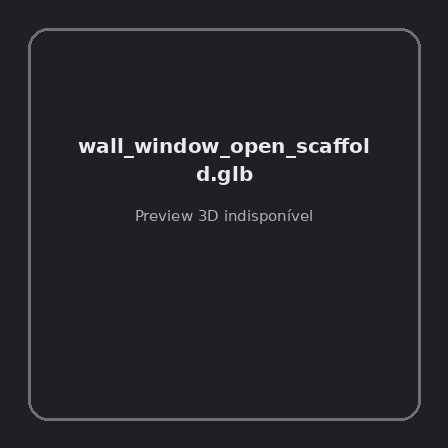 wall_window_open_scaffol
d.glb
Preview 3D indisponível